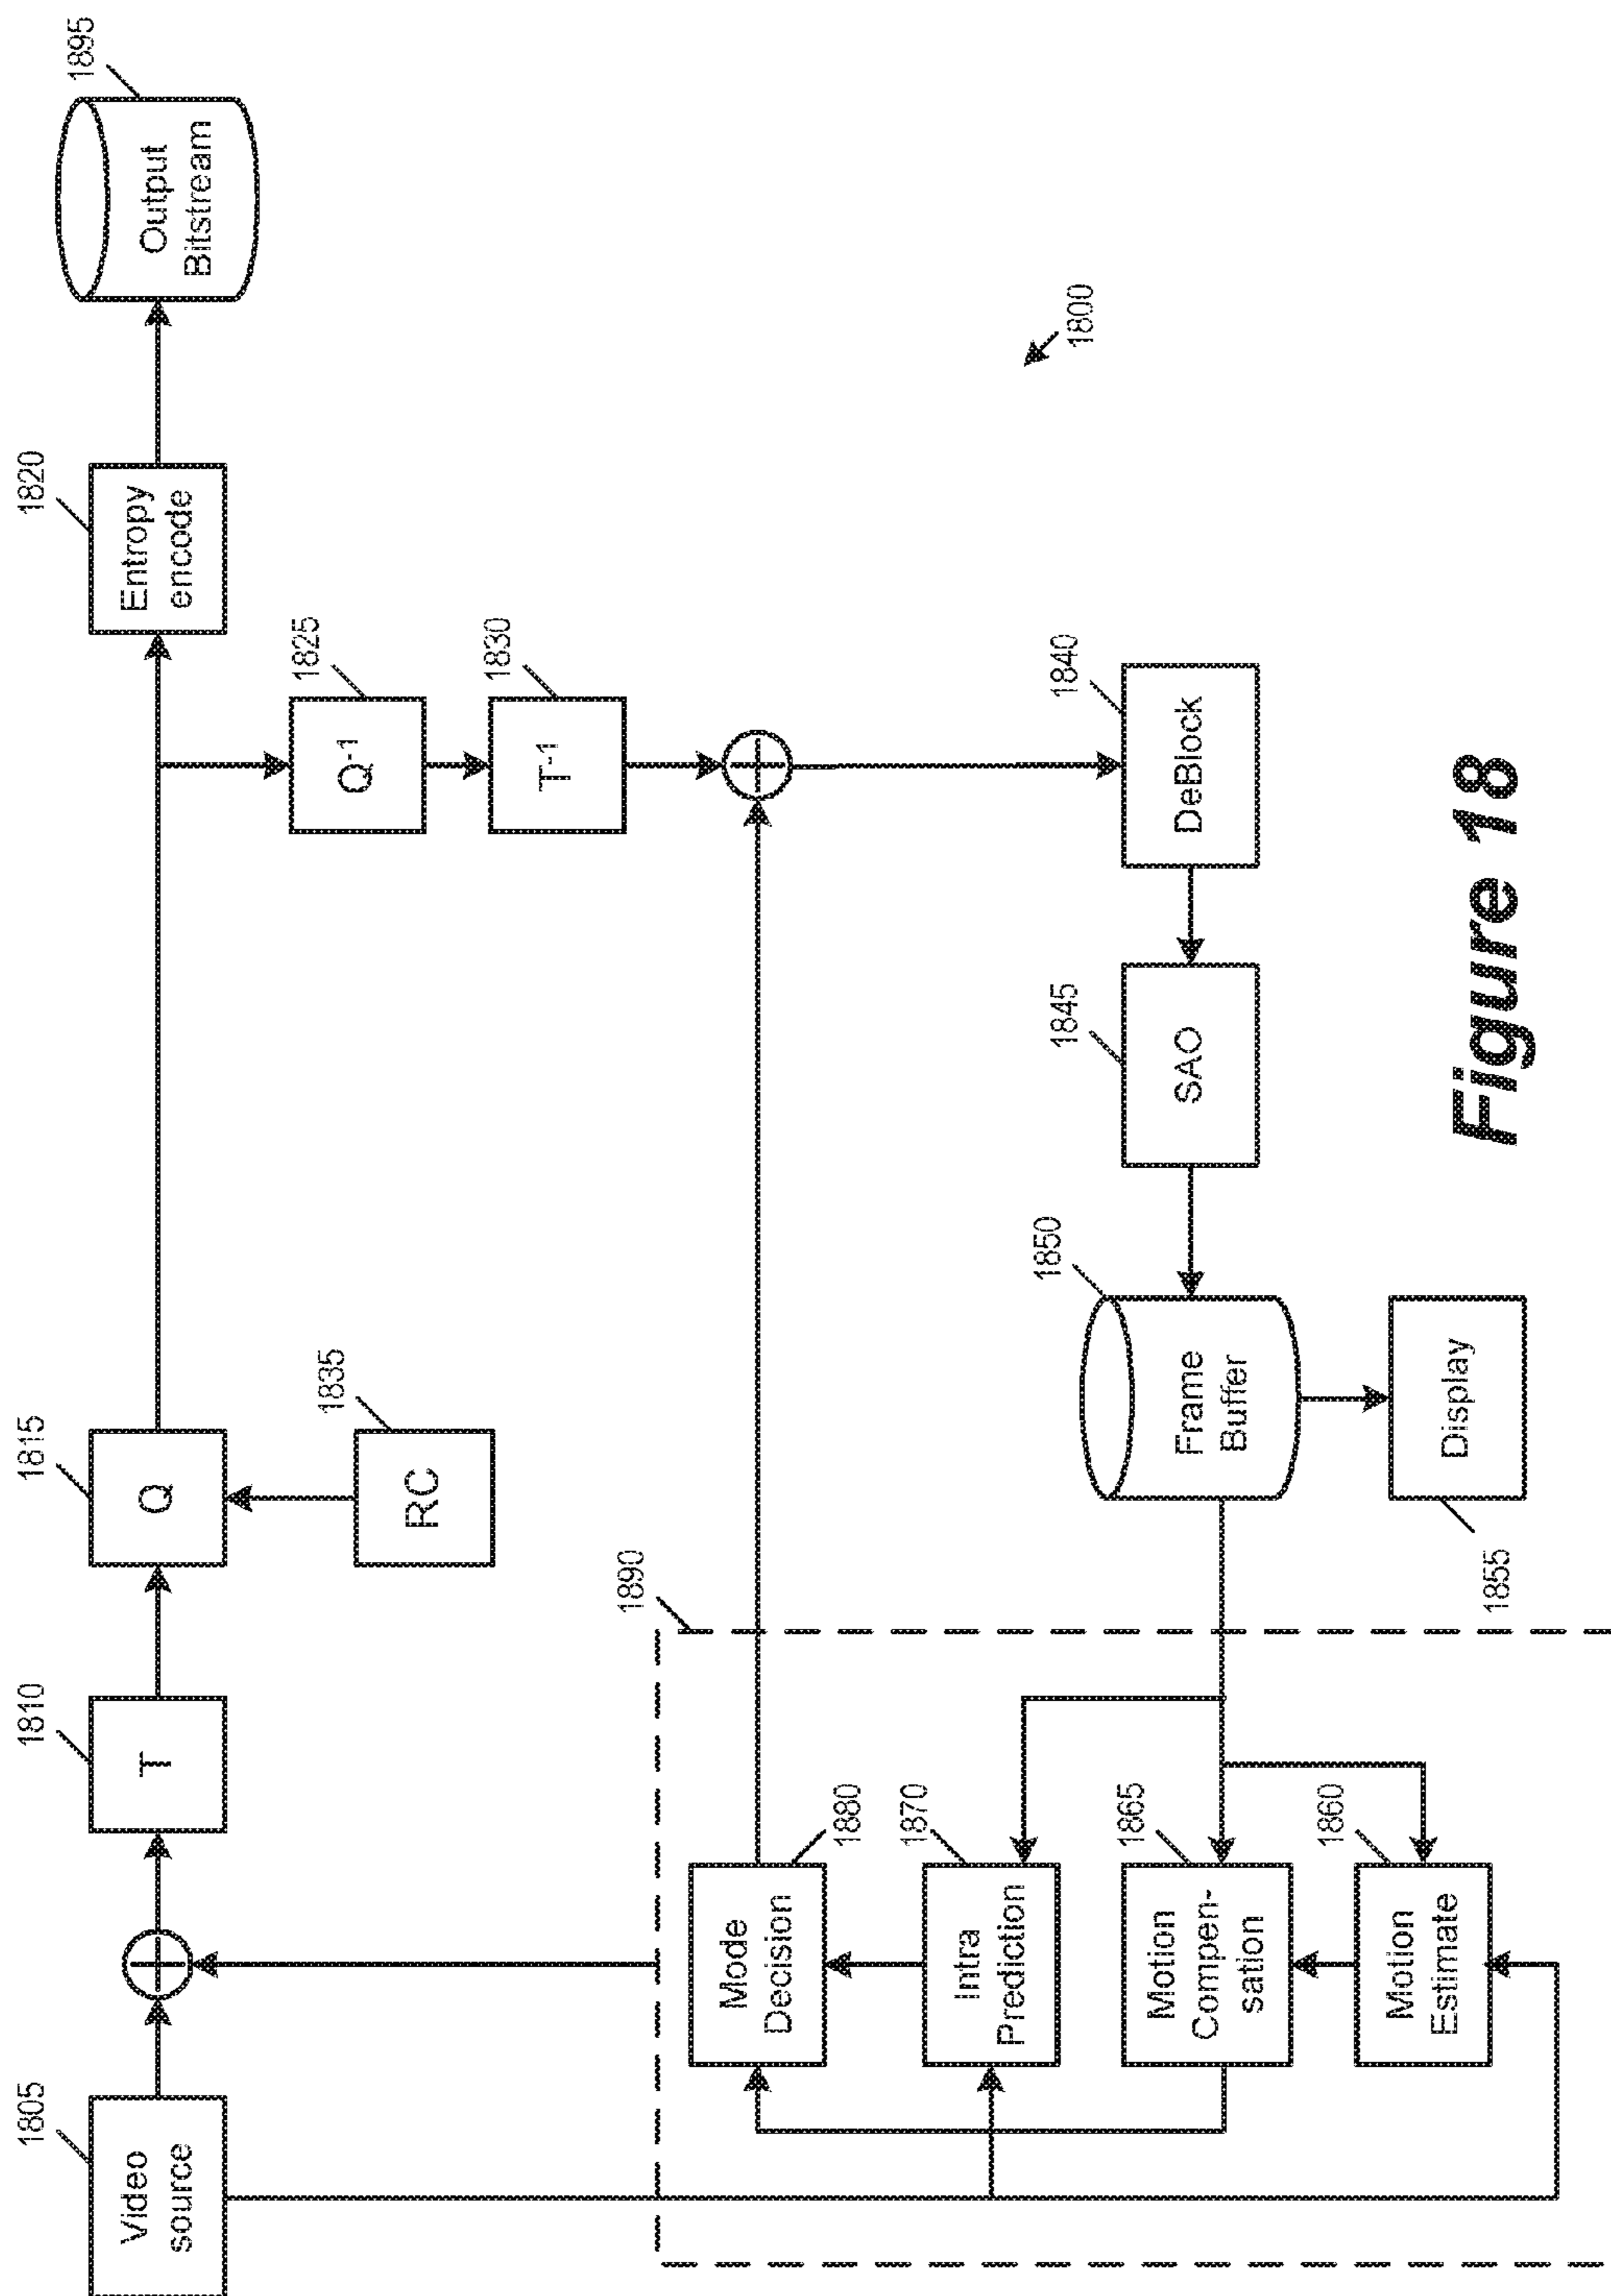 1805
Video
source
1810
T
1815
Q
1835
RC
1820
Entropy
encode
1895
Output
Bitstream
1825
Q-1
1830
T-1
1800
1890
1880
Mode
Decision
1870
Intra
Prediction
1865
Motion
Compen-
sation
1860
Motion
Estimate
1850
Frame
Buffer
1855
Display
1845
SAO
1840
DeBlock
Figure 18